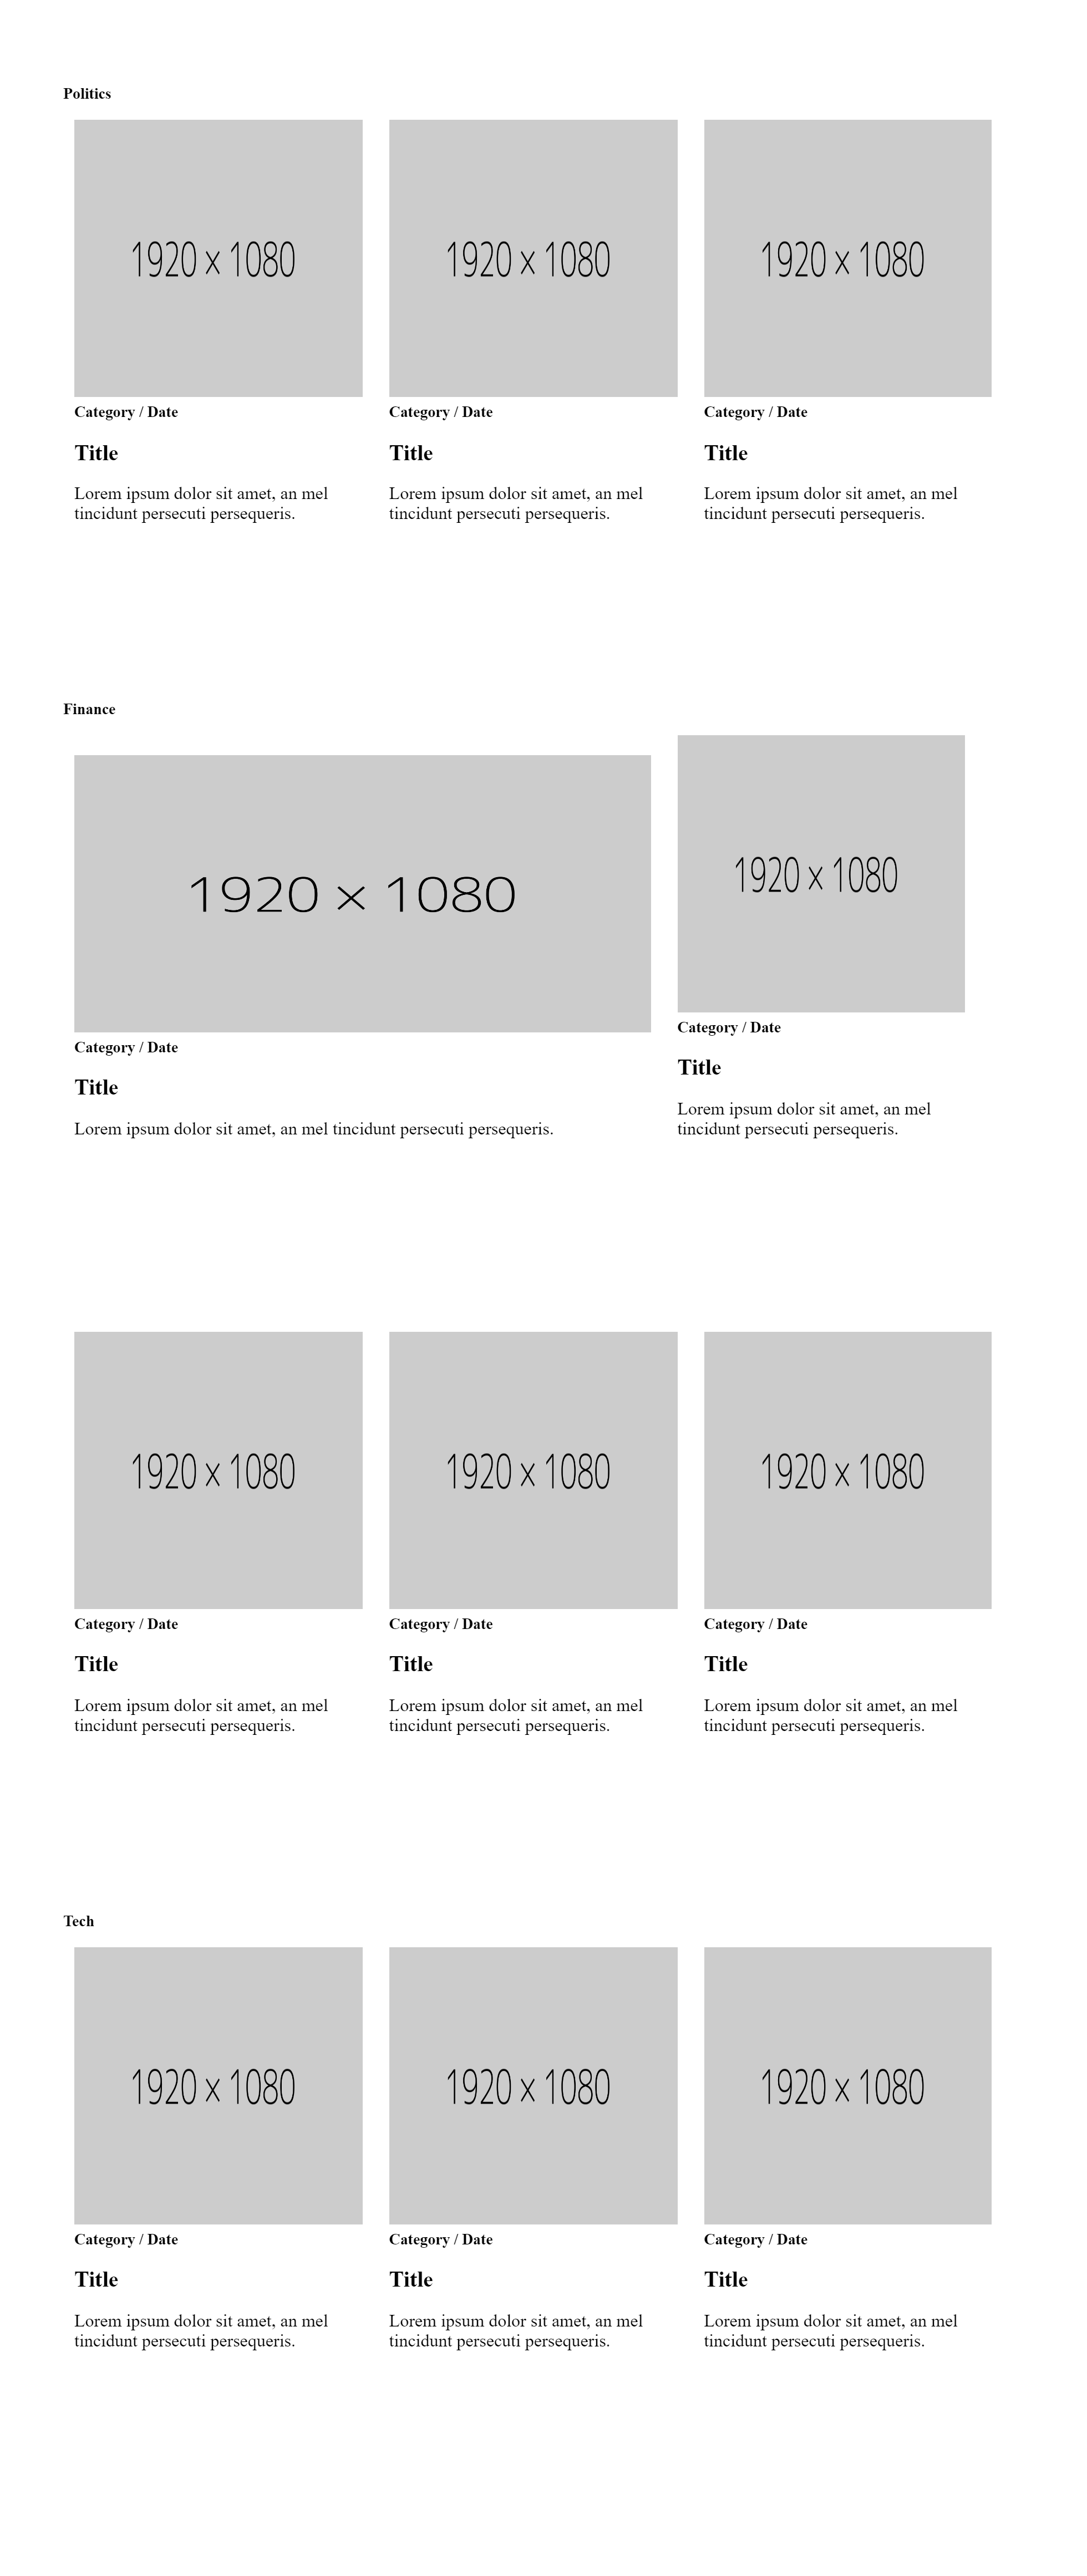 Politics
1920 x 1080
Category / Date
Title
Lorem ipsum dolor sit amet, an mel
tincidunt persecuti persequeris.
1920 x 1080
Category / Date
Title
Lorem ipsum dolor sit amet, an mel
tincidunt persecuti persequeris.
1920 x 1080
Category / Date
Title
Lorem ipsum dolor sit amet, an mel
tincidunt persecuti persequeris.
Finance
1920 x 1080
Category / Date
Title
Lorem ipsum dolor sit amet, an mel tincidunt persecuti persequeris.
1920 x 1080
Category / Date
Title
Lorem ipsum dolor sit amet, an mel
tincidunt persecuti persequeris.
1920 x 1080
Category / Date
Title
Lorem ipsum dolor sit amet, an mel
tincidunt persecuti persequeris.
1920 x 1080
Category / Date
Title
Lorem ipsum dolor sit amet, an mel
tincidunt persecuti persequeris.
1920 x 1080
Category / Date
Title
Lorem ipsum dolor sit amet, an mel
tincidunt persecuti persequeris.
Tech
1920 x 1080
Category / Date
Title
Lorem ipsum dolor sit amet, an mel
tincidunt persecuti persequeris.
1920 x 1080
Category / Date
Title
Lorem ipsum dolor sit amet, an mel
tincidunt persecuti persequeris.
1920 x 1080
Category / Date
Title
Lorem ipsum dolor sit amet, an mel
tincidunt persecuti persequeris.